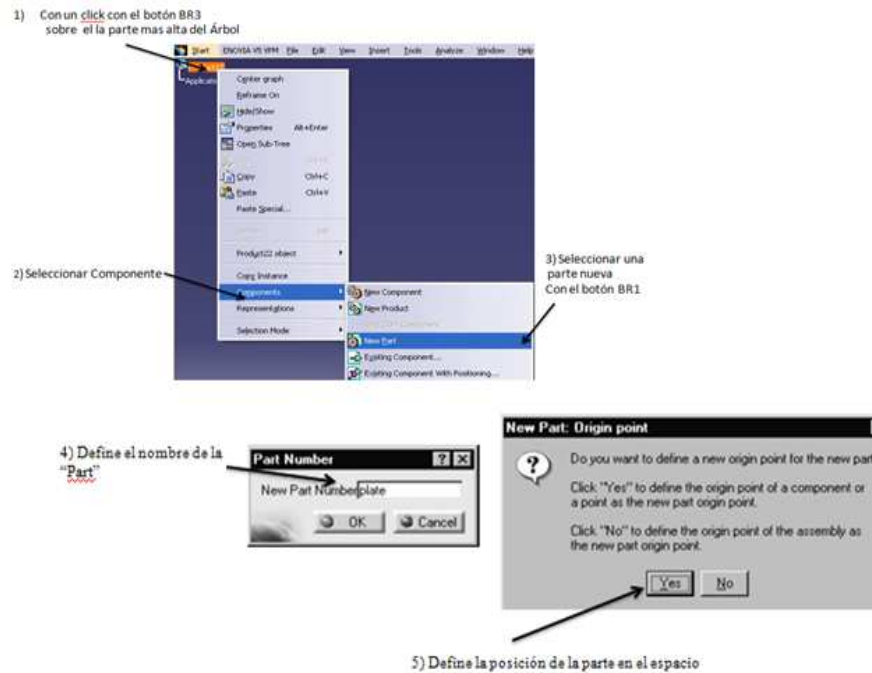 1) Con un click con el botón BR3
sobre el la parte mas alta del Árbol
Start ENOVIA V5 VPM File Edit View Insert Tools Analyze Window Help
Center graph
Reframe On
Hide/Show
Properties Alt+Enter
Open Sub-Tree
Copy Ctrl+C
Paste Ctrl+V
Paste Special...
Product22 object
Copy Instance
2) Seleccionar Componente
Components
Representations
Selection Mode
3) Seleccionar una
parte nueva
Con el botón BR1
New Component
New Product
New Part
Existing Component...
Existing Component With Positioning...
4) Define el nombre de la
“Part”
Part Number
New Part Number plate
OK Cancel
New Part: Origin point
Do you want to define a new origin point for the new part
Click "Yes" to define the origin point of a component or
a point as the new part origin point.
Click "No" to define the origin point of the assembly as
the new part origin point.
Yes No
5) Define la posición de la parte en el espacio